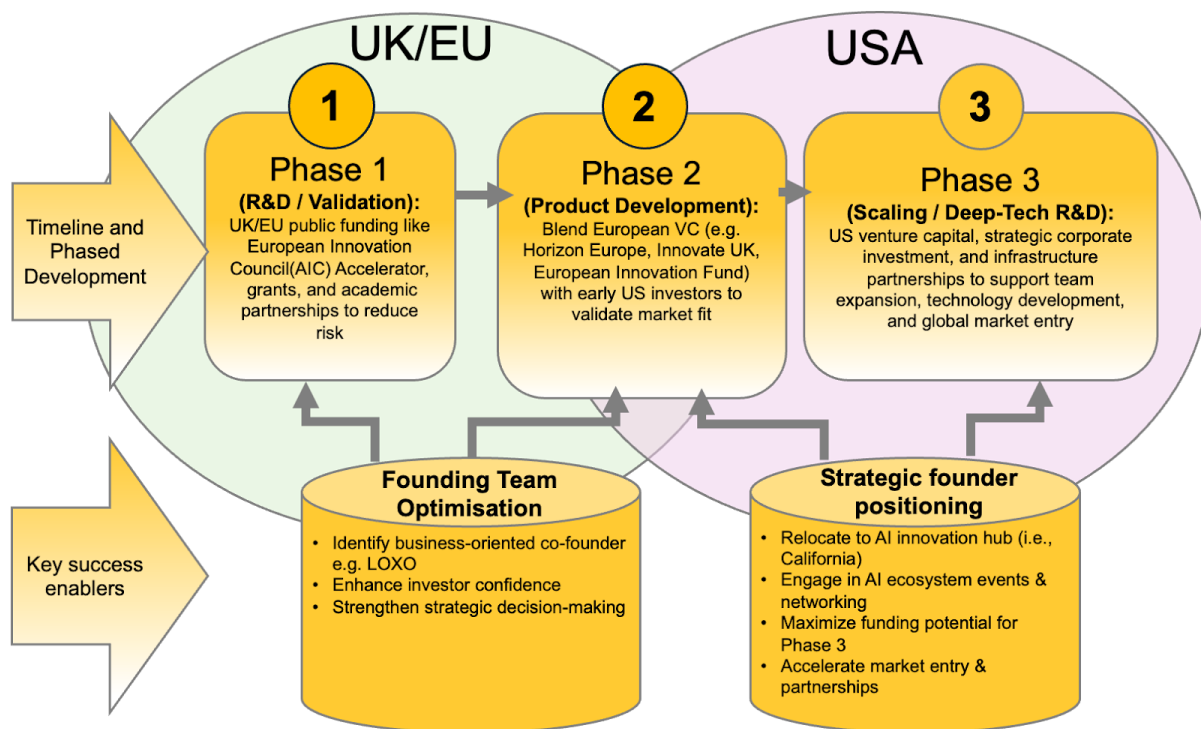 UK/EU
USA
1
2
3
Timeline and
Phased
Development
Phase 1
(R&D / Validation):
UK/EU public funding like
European Innovation
Council(AIC) Accelerator,
grants, and academic
partnerships to reduce
risk
Phase 2
(Product Development):
Blend European VC (e.g.
Horizon Europe, Innovate UK,
European Innovation Fund)
with early US investors to
validate market fit
Phase 3
(Scaling / Deep-Tech R&D):
US venture capital, strategic corporate
investment, and infrastructure
partnerships to support team
expansion, technology development,
and global market entry
Key success
enablers
Founding Team
Optimisation
• Identify business-oriented co-founder
e.g. LOXO
• Enhance investor confidence
• Strengthen strategic decision-making
Strategic founder
positioning
• Relocate to AI innovation hub (i.e.,
California)
• Engage in AI ecosystem events &
networking
• Maximize funding potential for
Phase 3
• Accelerate market entry &
partnerships